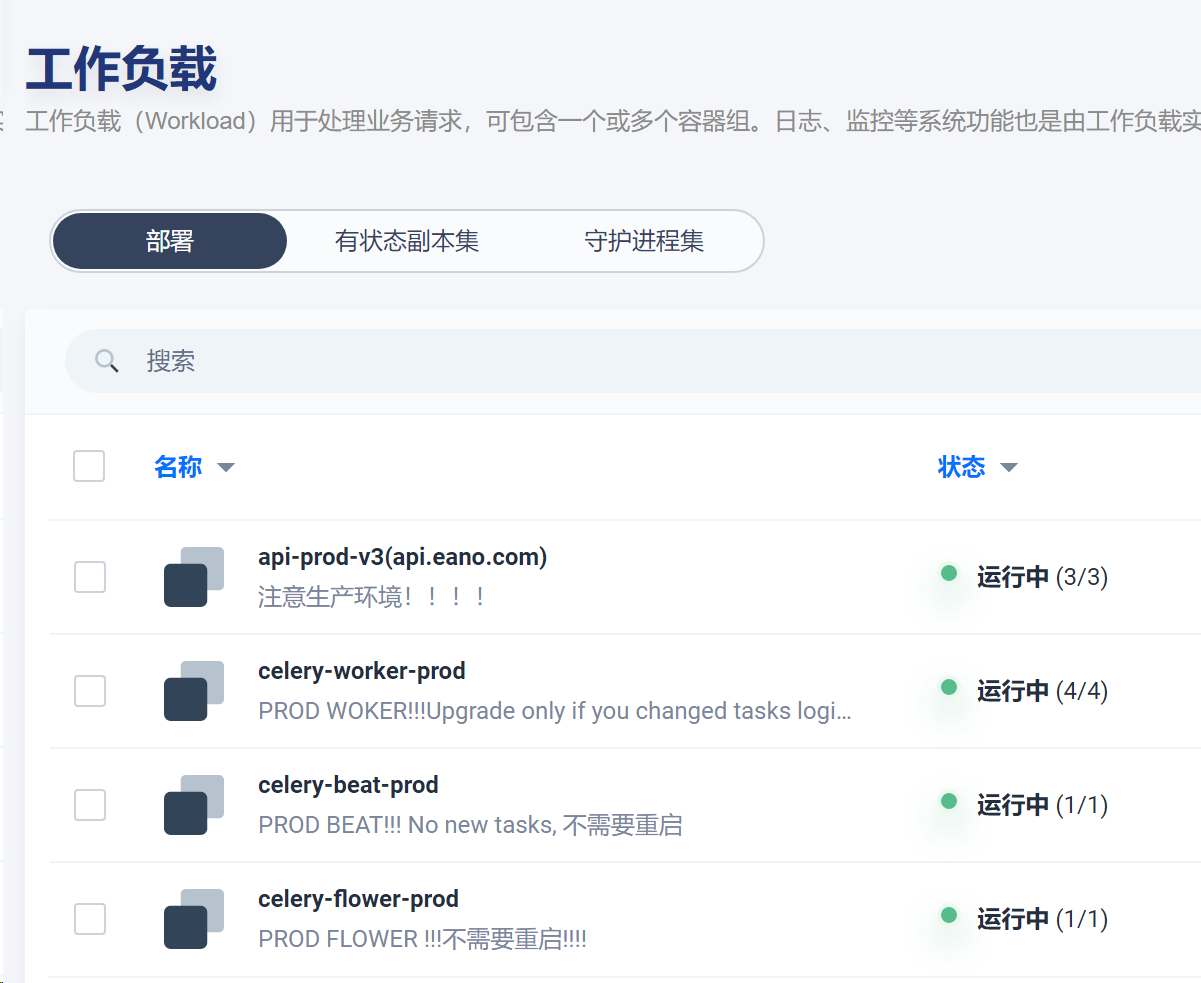 工作负载
工作负载（Workload）用于处理业务请求，可包含一个或多个容器组。日志、监控等系统功能也是由工作负载实
部署
有状态副本集
守护进程集
搜索
名称
状态
api-prod-v3(api.eano.com)
运行中 (3/3)
注意生产环境！！！！
celery-worker-prod
运行中 (4/4)
PROD WOKER!!!Upgrade only if you changed tasks logi...
celery-beat-prod
运行中 (1/1)
PROD BEAT!!! No new tasks, 不需要重启
celery-flower-prod
运行中 (1/1)
PROD FLOWER !!!不需要重启!!!!